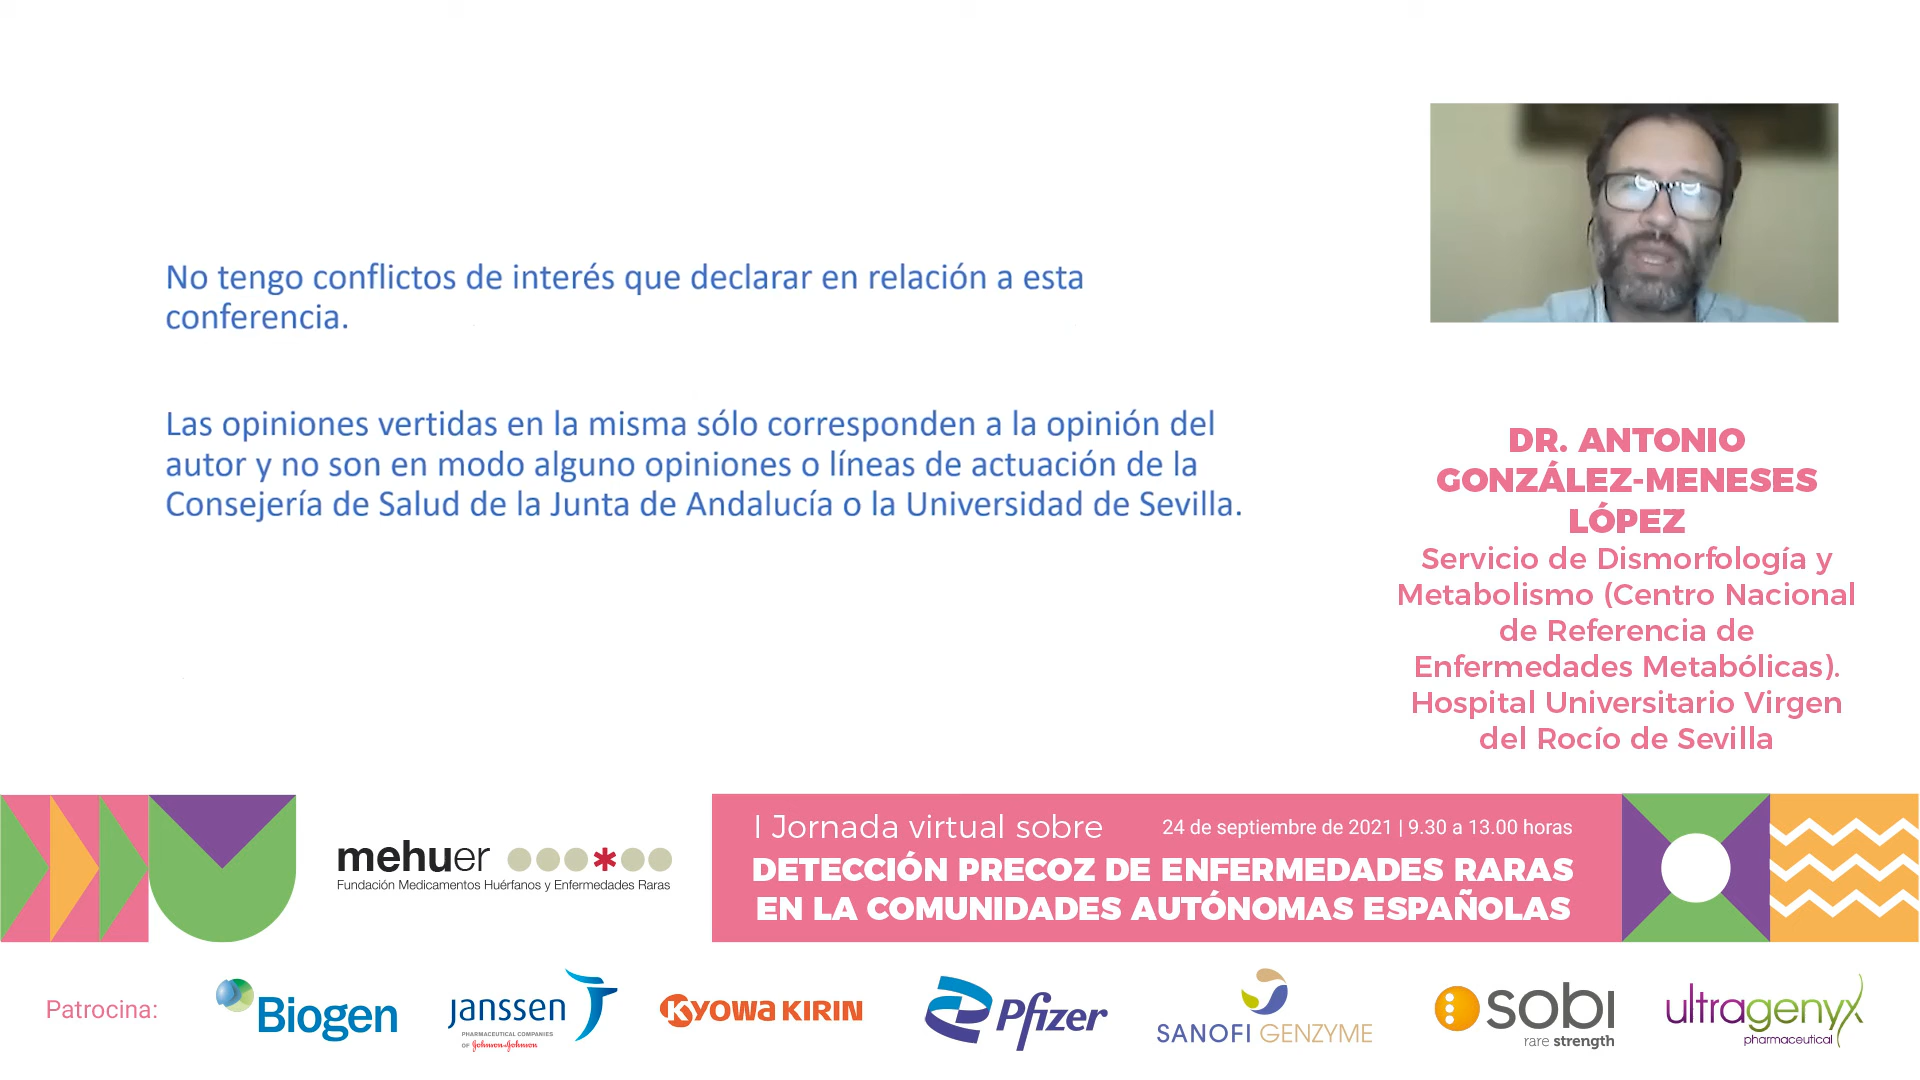 No tengo conflictos de interés que declarar en relación a esta
conferencia.
Las opiniones vertidas en la misma sólo corresponden a la opinión del
autor y no son en modo alguno opiniones o líneas de actuación de la
Consejería de Salud de la Junta de Andalucía o la Universidad de Sevilla.
DR. ANTONIO
GONZÁLEZ-MENESES
LÓPEZ
Servicio de Dismorfología y
Metabolismo (Centro Nacional
de Referencia de
Enfermedades Metabólicas).
Hospital Universitario Virgen
del Rocío de Sevilla
mehuer
Fundación Medicamentos Huérfanos y Enfermedades Raras
I Jornada virtual sobre
24 de septiembre de 2021 | 9.30 a 13.00 horas
DETECCIÓN PRECOZ DE ENFERMEDADES RARAS
EN LA COMUNIDADES AUTÓNOMAS ESPAÑOLAS
Patrocina:
Biogen
janssen
PHARMACEUTICAL COMPANIES
OF Johnson & Johnson
KYOWA KIRIN
Pfizer
SANOFI GENZYME
sobi
rare strength
ultragenyx
pharmaceutical